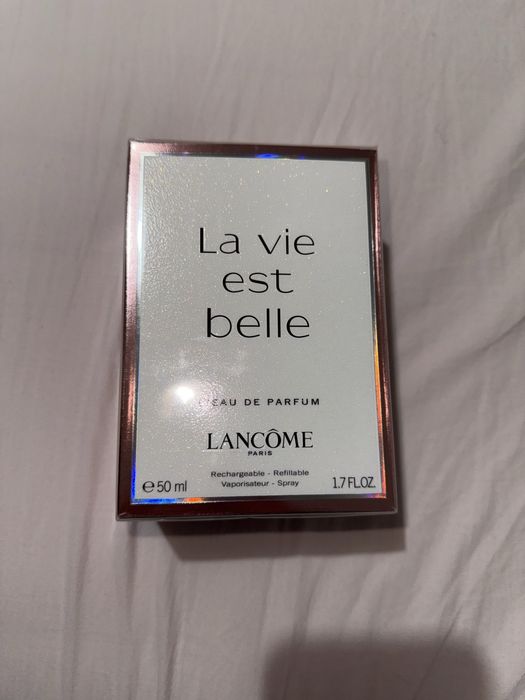 La vie
est
belle
L'EAU DE PARFUM
LANCÔME
PARIS
Rechargeable - Refillable
Vaporisateur - Spray
℮ 50 ml
1.7 FL.OZ.